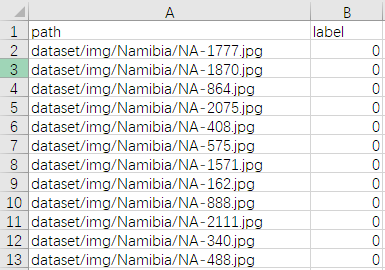 A B
1 path label
2 dataset/img/Namibia/NA-1777.jpg 0
3 dataset/img/Namibia/NA-1870.jpg 0
4 dataset/img/Namibia/NA-864.jpg 0
5 dataset/img/Namibia/NA-2075.jpg 0
6 dataset/img/Namibia/NA-408.jpg 0
7 dataset/img/Namibia/NA-575.jpg 0
8 dataset/img/Namibia/NA-1571.jpg 0
9 dataset/img/Namibia/NA-162.jpg 0
10 dataset/img/Namibia/NA-888.jpg 0
11 dataset/img/Namibia/NA-2111.jpg 0
12 dataset/img/Namibia/NA-340.jpg 0
13 dataset/img/Namibia/NA-488.jpg 0